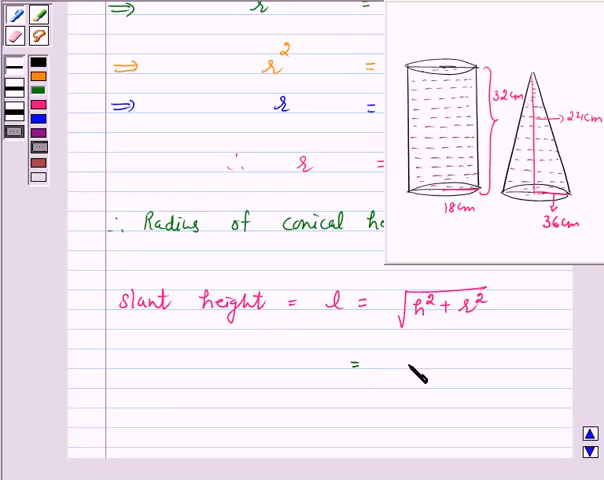 ⇒ r =
⇒ r² =
⇒ r =
∴ r =
∴ Radius of conical he
Slant height = l = √(h² + r²)
=
32cm
24cm
18cm
36cm